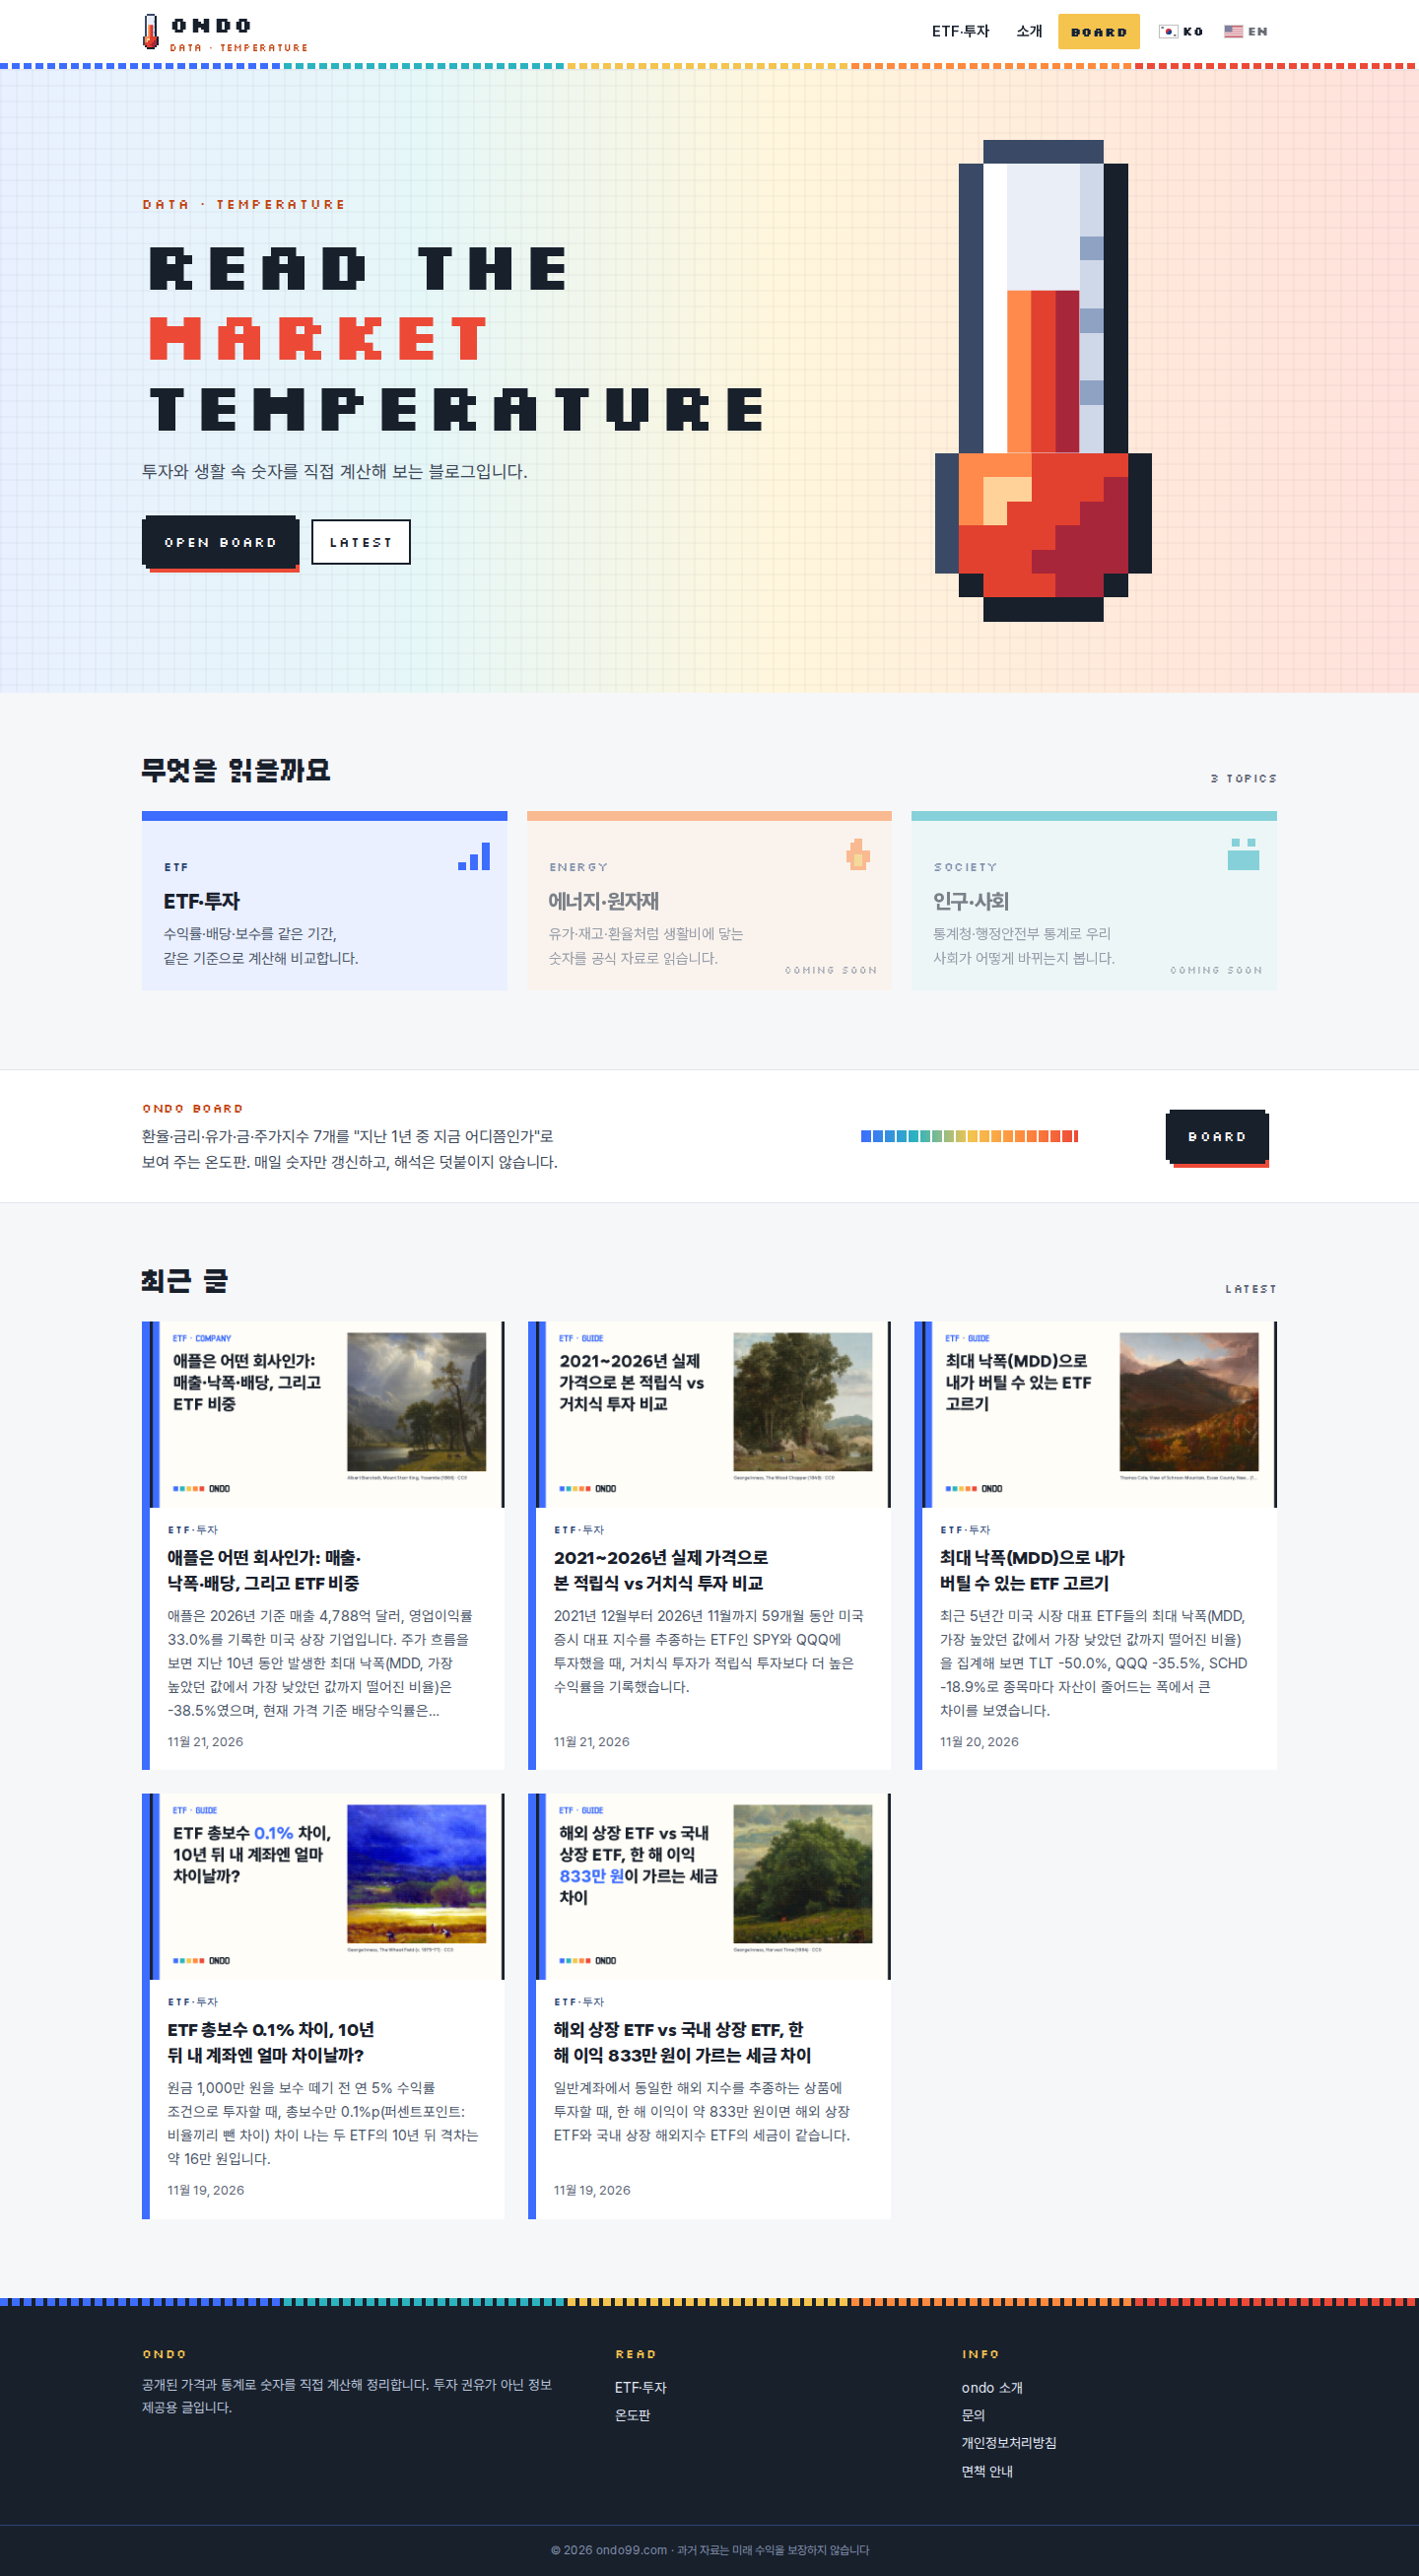 ONDO
DATA · TEMPERATURE
ETF·투자
소개
BOARD
KO
EN
DATA · TEMPERATURE
READ THE
MARKET
TEMPERATURE
투자와 생활 속 숫자를 직접 계산해 보는 블로그입니다.
OPEN BOARD
LATEST
무엇을 읽을까요
3 TOPICS
ETF
ETF·투자
수익률·배당·보수를 같은 기간,
같은 기준으로 계산해 비교합니다.
ENERGY
에너지·원자재
유가·재고·환율처럼 생활비에 닿는
숫자를 공식 자료로 읽습니다.
COMING SOON
SOCIETY
인구·사회
통계청·행정안전부 통계로 우리
사회가 어떻게 바뀌는지 봅니다.
COMING SOON
ONDO BOARD
환율·금리·유가·금·주가지수 7개를 "지난 1년 중 지금 어디쯤인가"로
보여 주는 온도판. 매일 숫자만 갱신하고, 해석은 덧붙이지 않습니다.
BOARD
최근 글
LATEST
ETF · COMPANY
애플은 어떤 회사인가:
매출·낙폭·배당, 그리고
ETF 비중
Albert Bierstadt, Mount Starr King, Yosemite (1866) · CC0
ONDO
ETF·투자
애플은 어떤 회사인가: 매출·
낙폭·배당, 그리고 ETF 비중
애플은 2026년 기준 매출 4,788억 달러, 영업이익률
33.0%를 기록한 미국 상장 기업입니다. 주가 흐름을
보면 지난 10년 동안 발생한 최대 낙폭(MDD, 가장
높았던 값에서 가장 낮았던 값까지 떨어진 비율)은
-38.5%였으며, 현재 가격 기준 배당수익률은…
11월 21, 2026
ETF · GUIDE
2021~2026년 실제
가격으로 본 적립식 vs
거치식 투자 비교
George Inness, The Wood Chopper (1849) · CC0
ONDO
ETF·투자
2021~2026년 실제 가격으로
본 적립식 vs 거치식 투자 비교
2021년 12월부터 2026년 11월까지 59개월 동안 미국
증시 대표 지수를 추종하는 ETF인 SPY와 QQQ에
투자했을 때, 거치식 투자가 적립식 투자보다 더 높은
수익률을 기록했습니다.
11월 21, 2026
ETF · GUIDE
최대 낙폭(MDD)으로
내가 버틸 수 있는 ETF
고르기
Thomas Cole, View of Schroon Mountain, Essex County, New…
ONDO
ETF·투자
최대 낙폭(MDD)으로 내가
버틸 수 있는 ETF 고르기
최근 5년간 미국 시장 대표 ETF들의 최대 낙폭(MDD,
가장 높았던 값에서 가장 낮았던 값까지 떨어진 비율)
을 집계해 보면 TLT -50.0%, QQQ -35.5%, SCHD
-18.9%로 종목마다 자산이 줄어드는 폭에서 큰
차이를 보였습니다.
11월 20, 2026
ETF · GUIDE
ETF 총보수 0.1% 차이,
10년 뒤 내 계좌엔 얼마
차이날까?
George Inness, The Wheat Field (c. 1875–77) · CC0
ONDO
ETF·투자
ETF 총보수 0.1% 차이, 10년
뒤 내 계좌엔 얼마 차이날까?
원금 1,000만 원을 보수 떼기 전 연 5% 수익률
조건으로 투자할 때, 총보수만 0.1%p(퍼센트포인트:
비율끼리 뺀 차이) 차이 나는 두 ETF의 10년 뒤 격차는
약 16만 원입니다.
11월 19, 2026
ETF · GUIDE
해외 상장 ETF vs 국내
상장 ETF, 한 해 이익
833만 원이 가르는 세금
차이
George Inness, Harvest Time (1864) · CC0
ONDO
ETF·투자
해외 상장 ETF vs 국내 상장 ETF, 한
해 이익 833만 원이 가르는 세금 차이
일반계좌에서 동일한 해외 지수를 추종하는 상품에
투자할 때, 한 해 이익이 약 833만 원이면 해외 상장
ETF와 국내 상장 해외지수 ETF의 세금이 같습니다.
11월 19, 2026
ONDO
공개된 가격과 통계로 숫자를 직접 계산해 정리합니다. 투자 권유가 아닌 정보
제공용 글입니다.
READ
ETF·투자
온도판
INFO
ondo 소개
문의
개인정보처리방침
면책 안내
© 2026 ondo99.com · 과거 자료는 미래 수익을 보장하지 않습니다